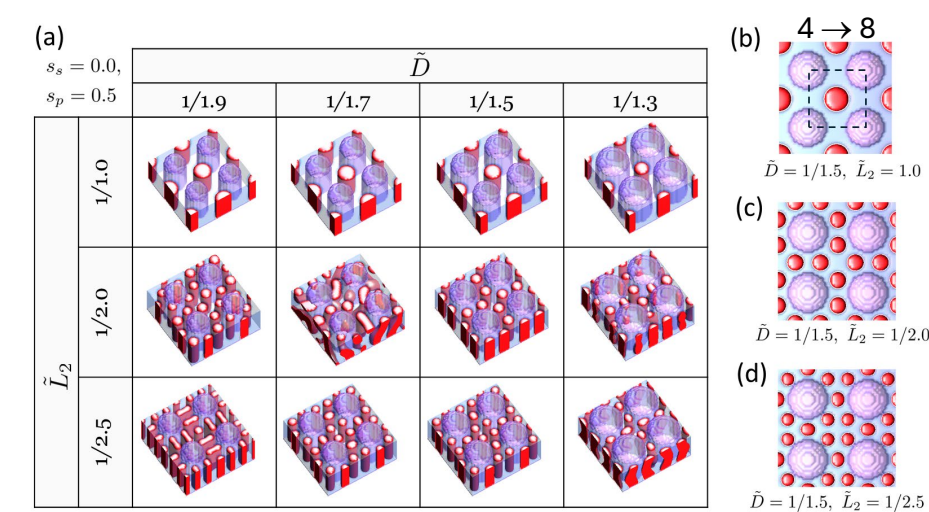 (a)
s_s = 0.0,
s_p = 0.5
D̃
1/1.9 1/1.7 1/1.5 1/1.3
L̃_2
1/1.0
1/2.0
1/2.5
(b)
4 → 8
D̃ = 1/1.5, L̃_2 = 1.0
(c)
D̃ = 1/1.5, L̃_2 = 1/2.0
(d)
D̃ = 1/1.5, L̃_2 = 1/2.5